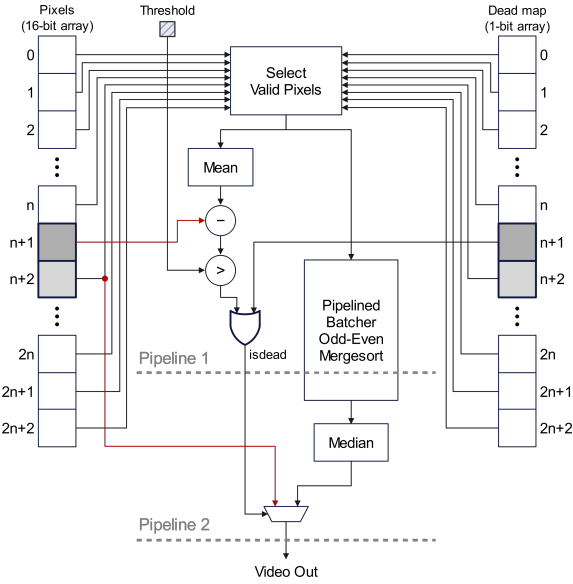 Pixels
(16-bit array)
Threshold
Dead map
(1-bit array)
0
1
2
n
n+1
n+2
2n
2n+1
2n+2
Select
Valid Pixels
Mean
−
>
isdead
Pipelined
Batcher
Odd-Even
Mergesort
Pipeline 1
Median
Pipeline 2
Video Out
0
1
2
n
n+1
n+2
2n
2n+1
2n+2